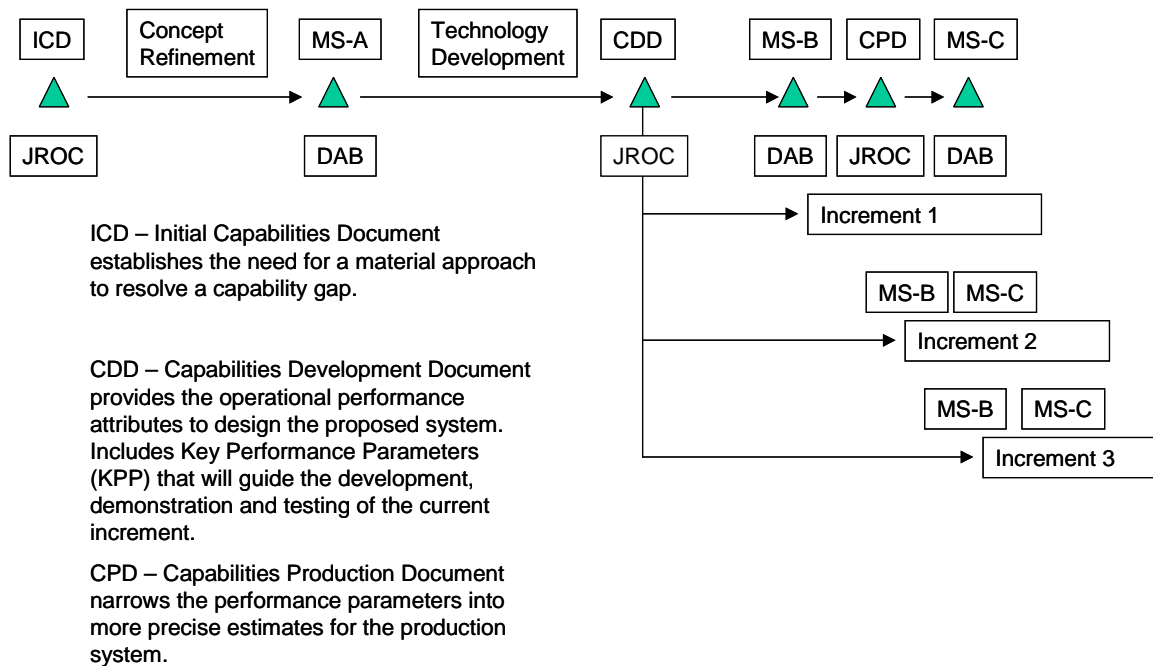 ICD
Concept
Refinement
MS-A
Technology
Development
CDD
MS-B
CPD
MS-C
JROC
DAB
JROC
DAB
JROC
DAB
Increment 1
ICD – Initial Capabilities Document
establishes the need for a material approach
to resolve a capability gap.
MS-B
MS-C
Increment 2
CDD – Capabilities Development Document
provides the operational performance
attributes to design the proposed system.
Includes Key Performance Parameters
(KPP) that will guide the development,
demonstration and testing of the current
increment.
MS-B
MS-C
Increment 3
CPD – Capabilities Production Document
narrows the performance parameters into
more precise estimates for the production
system.